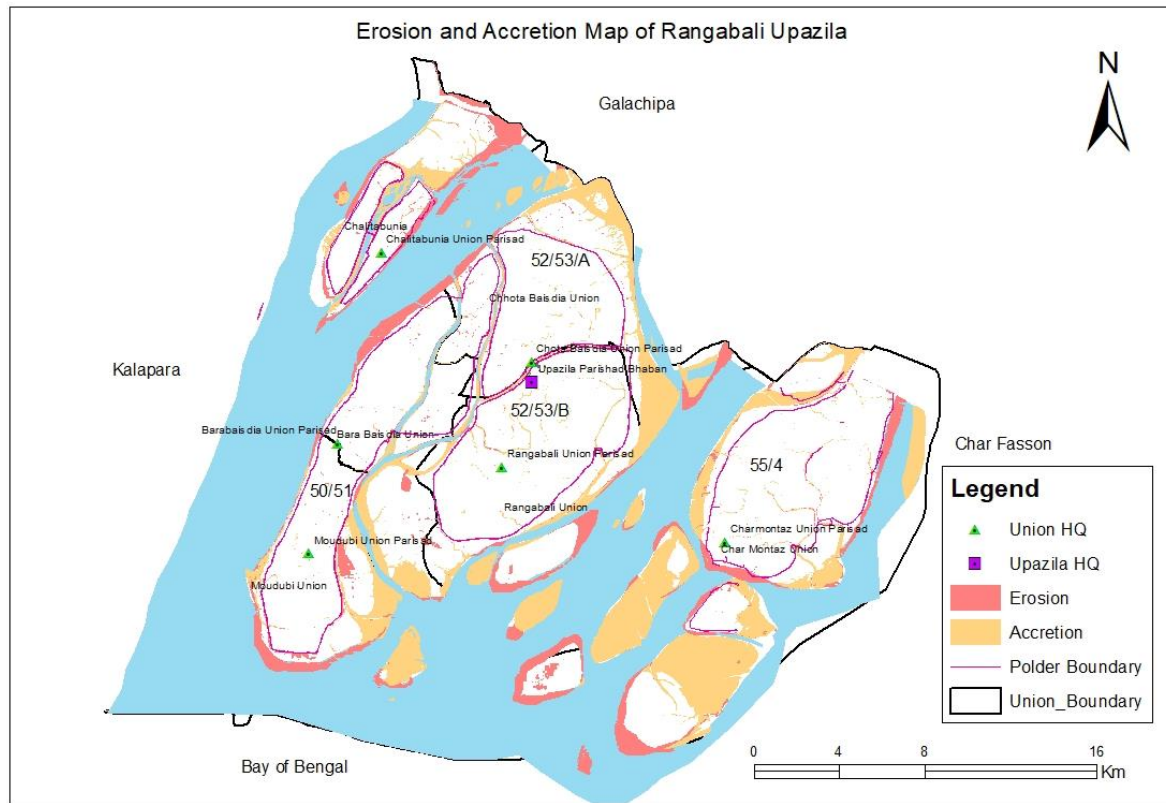 Erosion and Accretion Map of Rangabali Upazila
N
Galachipa
Chalitabunia
Chalitabunia Union Parisad
52/53/A
Chhota Baisdia Union
Kalapara
Chota Baisdia Union Parisad
Upazila Parishad Bhaban
52/53/B
Barabaisdia Union Parisad
Bara Baisdia Union
Char Fasson
Rangabali Union Parisad
55/4
50/51
Rangabali Union
Charmontaz Union Parisad
Moudubi Union Parisad
Char Montaz Union
Moudubi Union
Legend
Union HQ
Upazila HQ
Erosion
Accretion
Polder Boundary
Union_Boundary
Bay of Bengal
0 4 8 16
Km